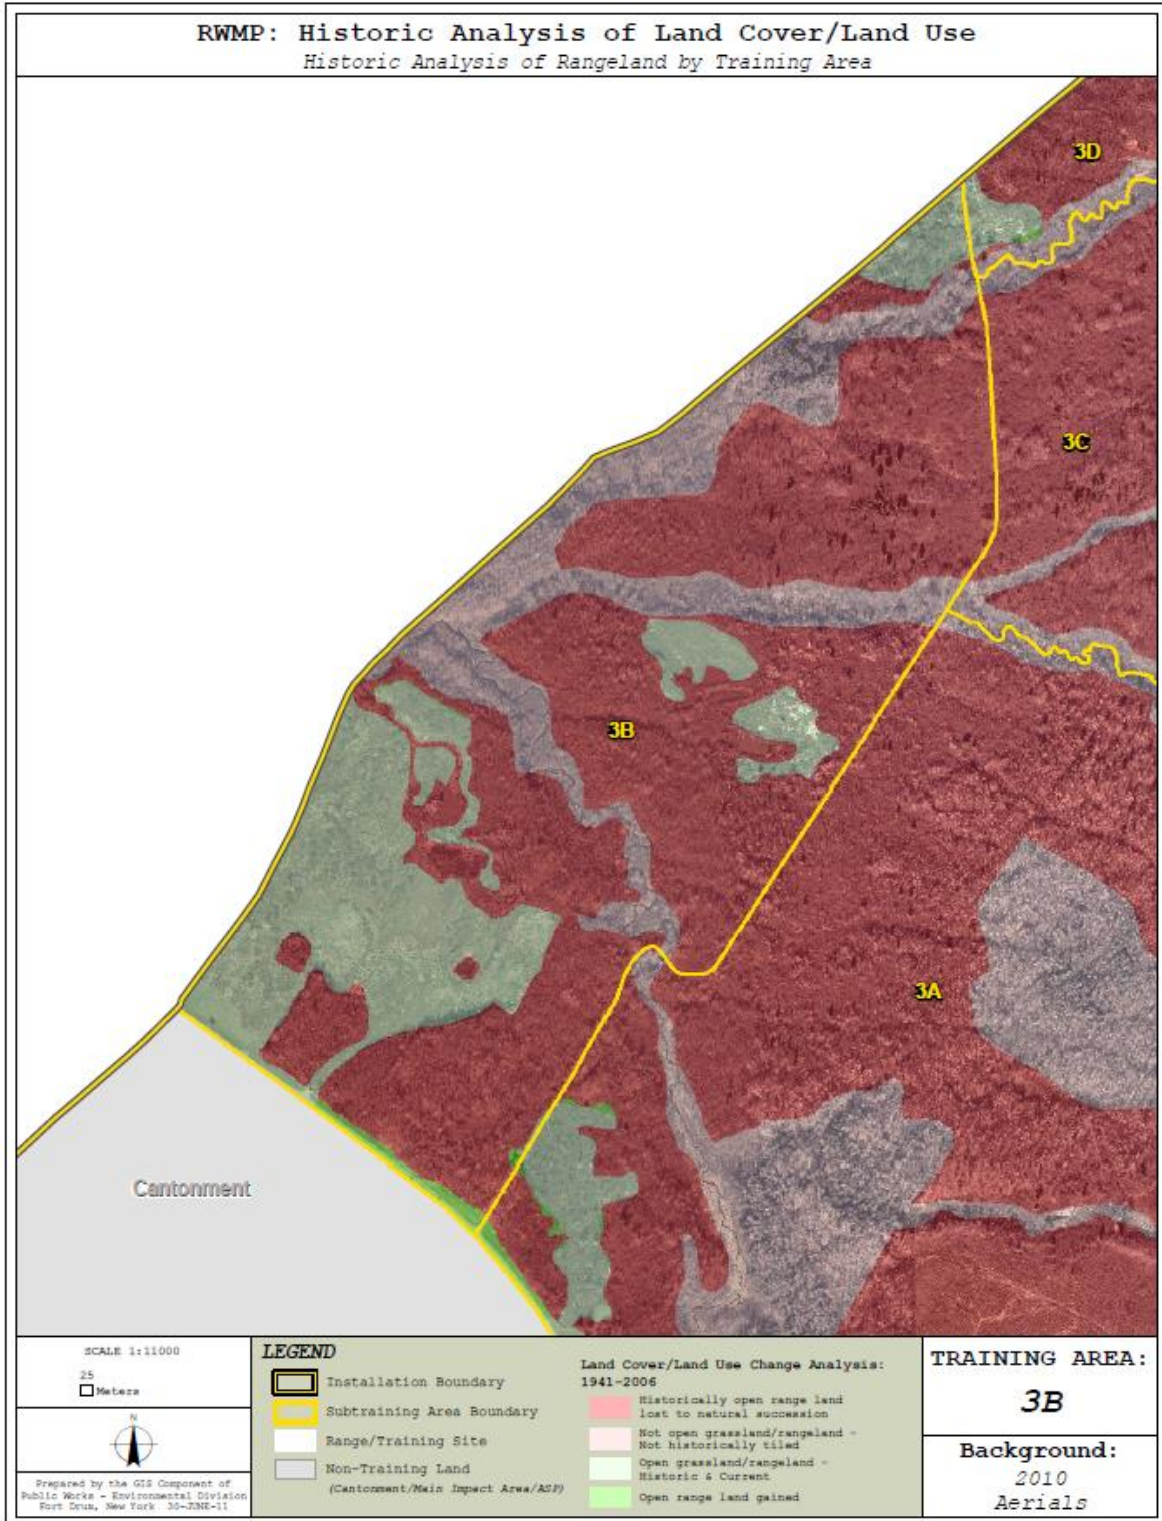 RWMP: Historic Analysis of Land Cover/Land Use
Historic Analysis of Rangeland by Training Area
3D
3C
3B
3A
Cantonment
SCALE 1:11000
25
Meters
N
Prepared by the GIS Component of
Public Works - Environmental Division
Fort Drum, New York 30-JUNE-11
LEGEND
Installation Boundary
Subtraining Area Boundary
Range/Training Site
Non-Training Land
(Cantonment/Main Impact Area/ASP)
Land Cover/Land Use Change Analysis:
1941-2006
Historically open range land
lost to natural succession
Not open grassland/rangeland -
Not historically tiled
Open grassland/rangeland -
Historic & Current
Open range land gained
TRAINING AREA:
3B
Background:
2010
Aerials